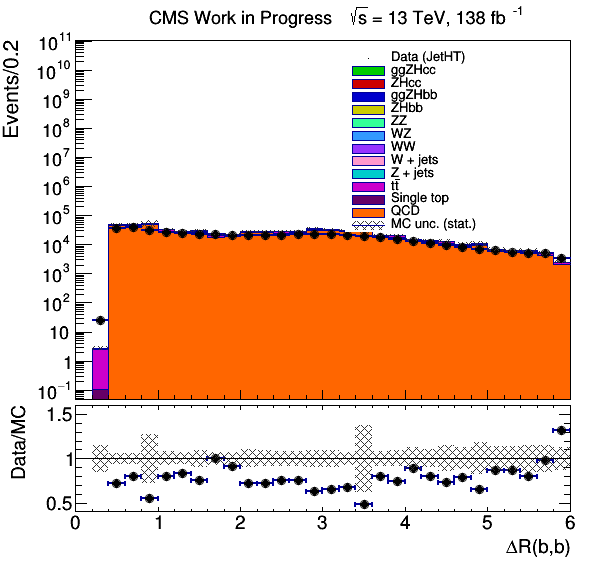 CMS Work in Progress √s = 13 TeV, 138 fb⁻¹
Events/0.2
10¹¹
10¹⁰
10⁹
10⁸
10⁷
10⁶
10⁵
10⁴
10³
10²
10
1
10⁻¹
Data (JetHT)
ggZHcc
ZHcc
ggZHbb
ZHbb
ZZ
WZ
WW
W + jets
Z + jets
tt̄
Single top
QCD
MC unc. (stat.)
Data/MC
1.5
1
0.5
0 1 2 3 4 5 6
ΔR(b,b)